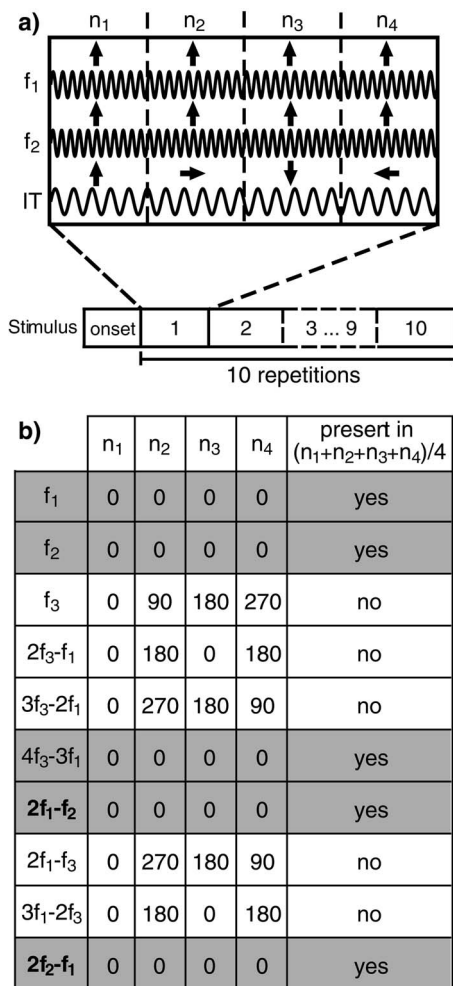 a) n₁ n₂ n₃ n₄
f₁
f₂
IT
Stimulus onset 1 2 3 ... 9 10
10 repetitions
b) n₁ n₂ n₃ n₄ present in
(n₁+n₂+n₃+n₄)/4
f₁ 0 0 0 0 yes
f₂ 0 0 0 0 yes
f₃ 0 90 180 270 no
2f₃-f₁ 0 180 0 180 no
3f₃-2f₁ 0 270 180 90 no
4f₃-3f₁ 0 0 0 0 yes
2f₁-f₂ 0 0 0 0 yes
2f₁-f₃ 0 270 180 90 no
3f₁-2f₃ 0 180 0 180 no
2f₂-f₁ 0 0 0 0 yes